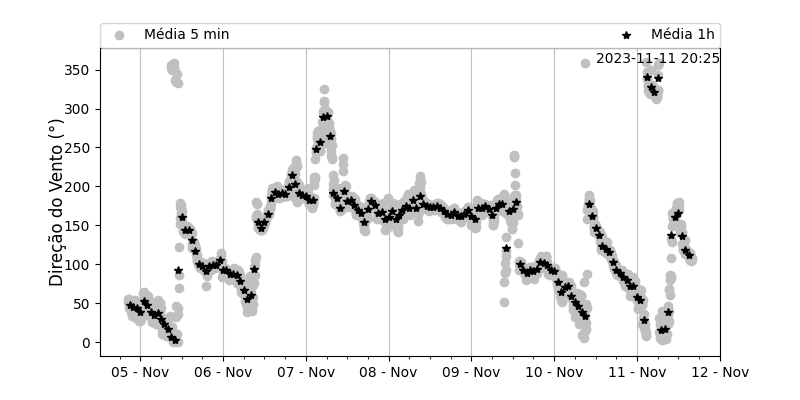 Média 5 min
Média 1h
2023-11-11 20:25
Direção do Vento (°)
350
300
250
200
150
100
50
0
05 - Nov
06 - Nov
07 - Nov
08 - Nov
09 - Nov
10 - Nov
11 - Nov
12 - Nov